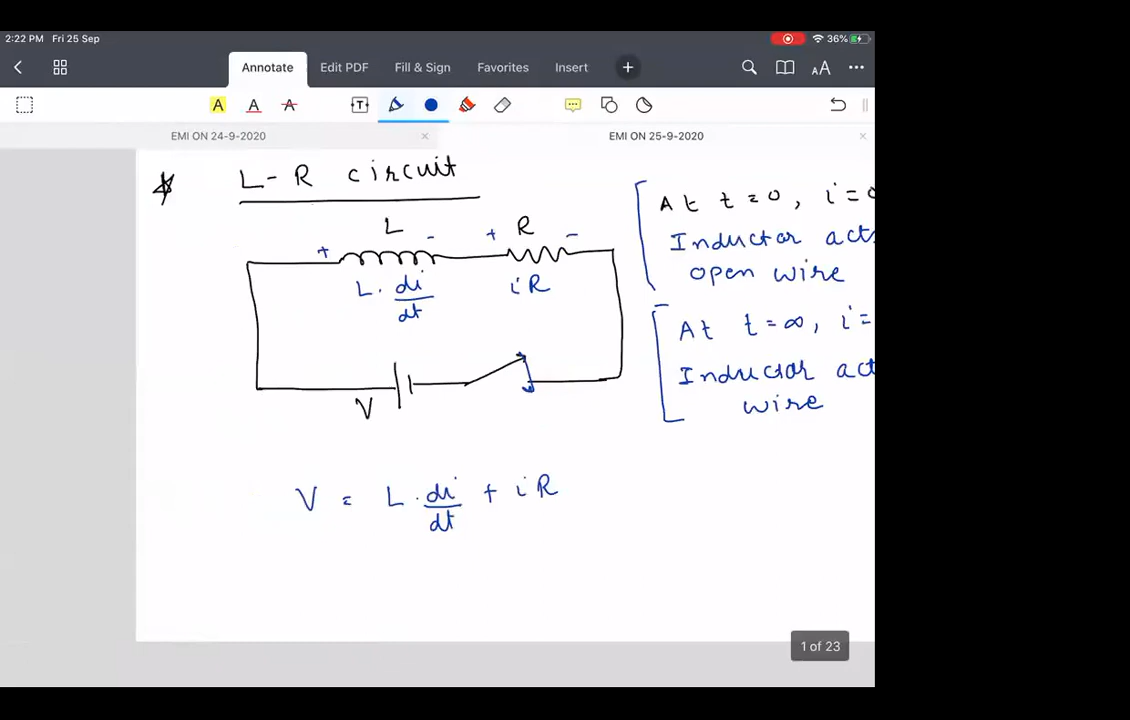 2:22 PM Fri 25 Sep
36%
Annotate Edit PDF Fill & Sign Favorites Insert
EMI ON 24-9-2020 EMI ON 25-9-2020
L-R circuit
At t=0, i=0
L
R
+ - + -
Inductor acts
L. di/dt
iR
open wire
At t=∞, i=
Inductor act
wire
V
V = L. di/dt + iR
1 of 23